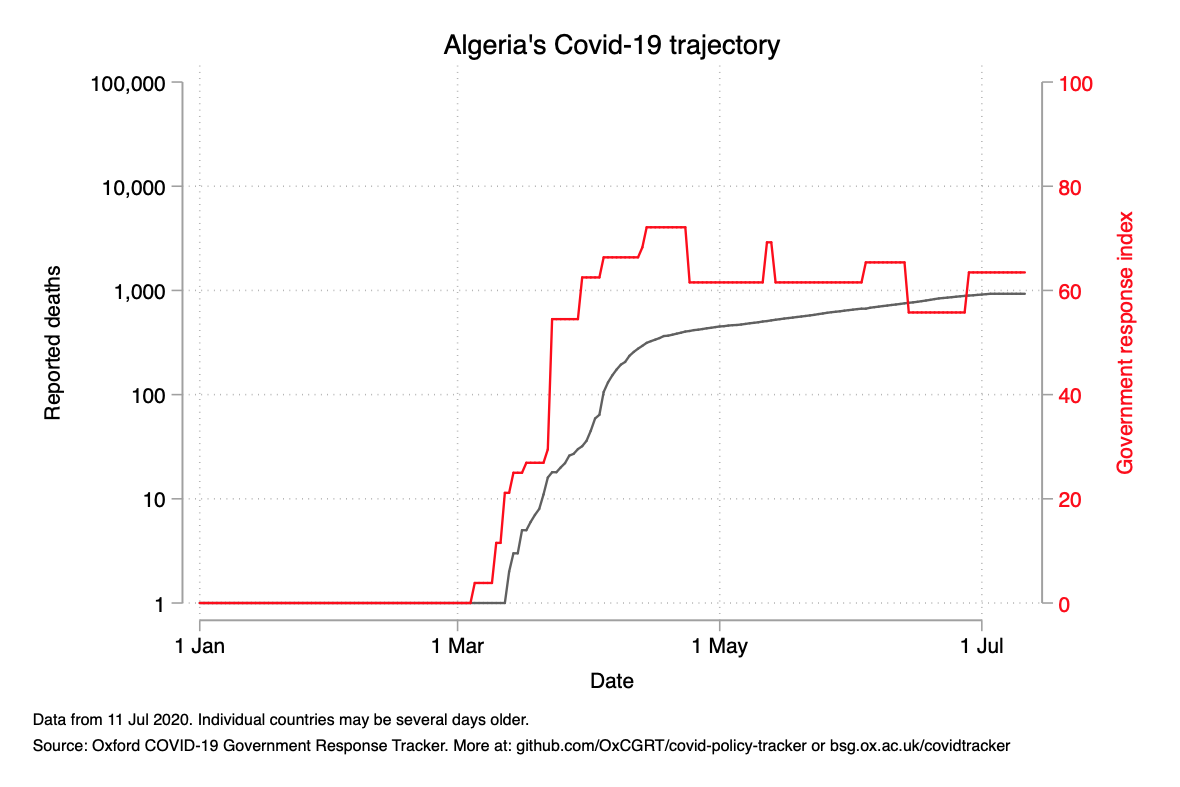 Algeria's Covid-19 trajectory
100,000
10,000
1,000
100
10
1
Reported deaths
100
80
60
40
20
0
Government response index
1 Jan
1 Mar
1 May
1 Jul
Date
Data from 11 Jul 2020. Individual countries may be several days older.
Source: Oxford COVID-19 Government Response Tracker. More at: github.com/OxCGRT/covid-policy-tracker or bsg.ox.ac.uk/covidtracker